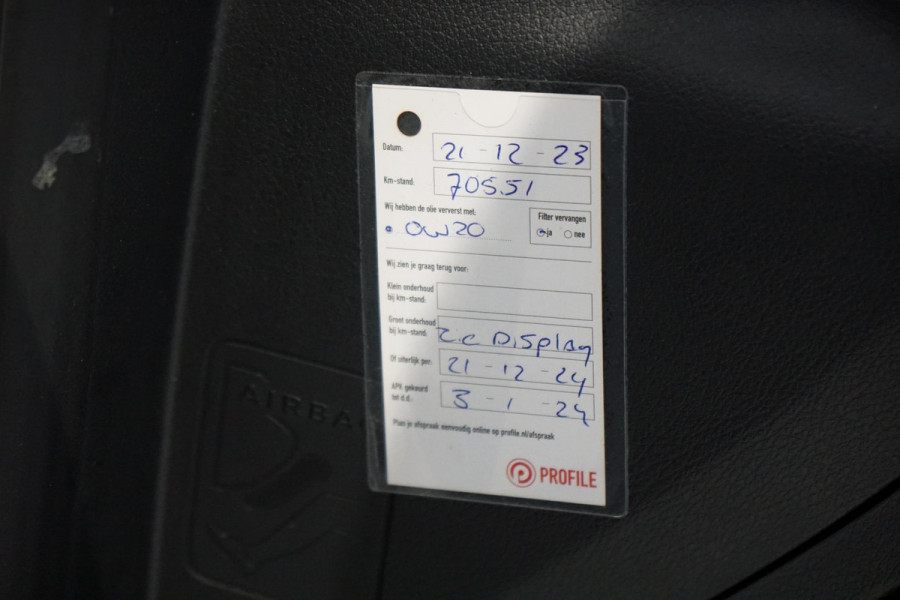 Datum: 21-12-23
Km-stand: 70551
Wij hebben de olie ververst met:
0W20
Filter vervangen
ja nee
Wij zien je graag terug voor:
Klein onderhoud
bij km-stand:
Groot onderhoud
bij km-stand: z.c Display
Of uiterlijk per: 21-12-24
APK gekeurd
tot d.d.: 3-1-24
Plan je afspraak eenvoudig online op profile.nl/afspraak
PROFILE
AIRBAG